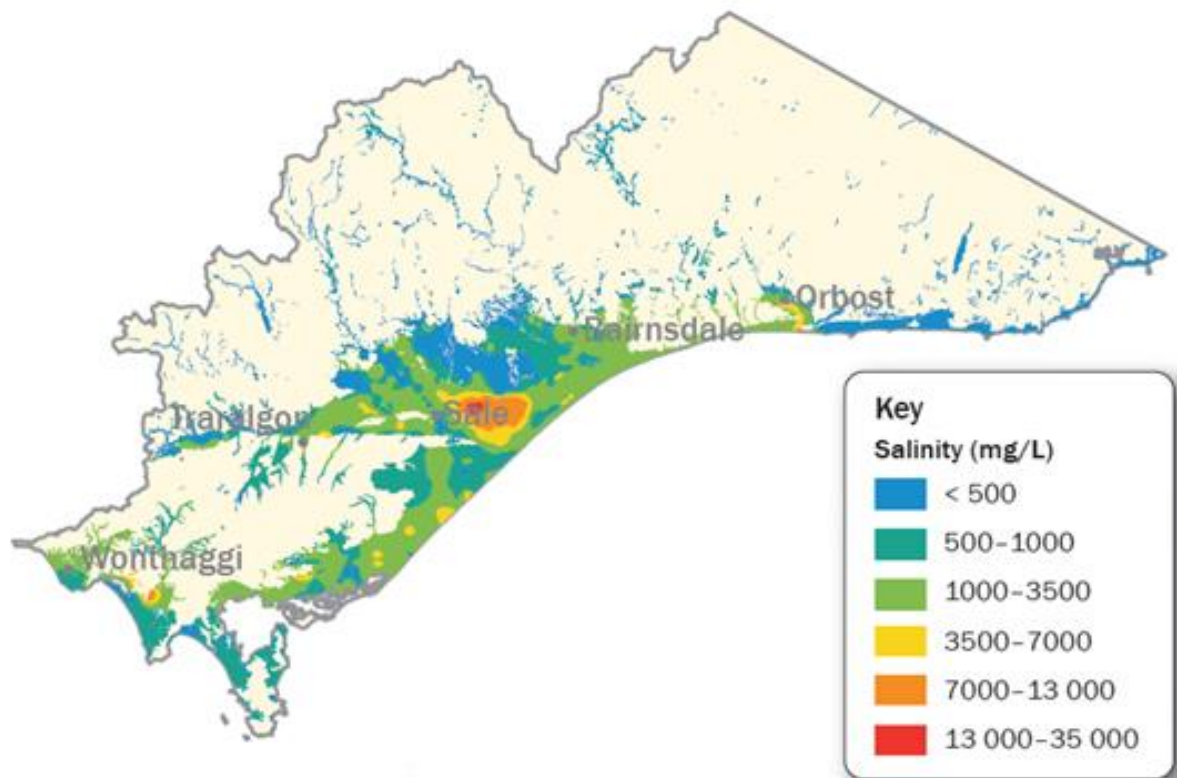 Orbost
Bairnsdale
Traralgon
Sale
Wonthaggi
Key
Salinity (mg/L)
< 500
500–1000
1000–3500
3500–7000
7000–13 000
13 000–35 000